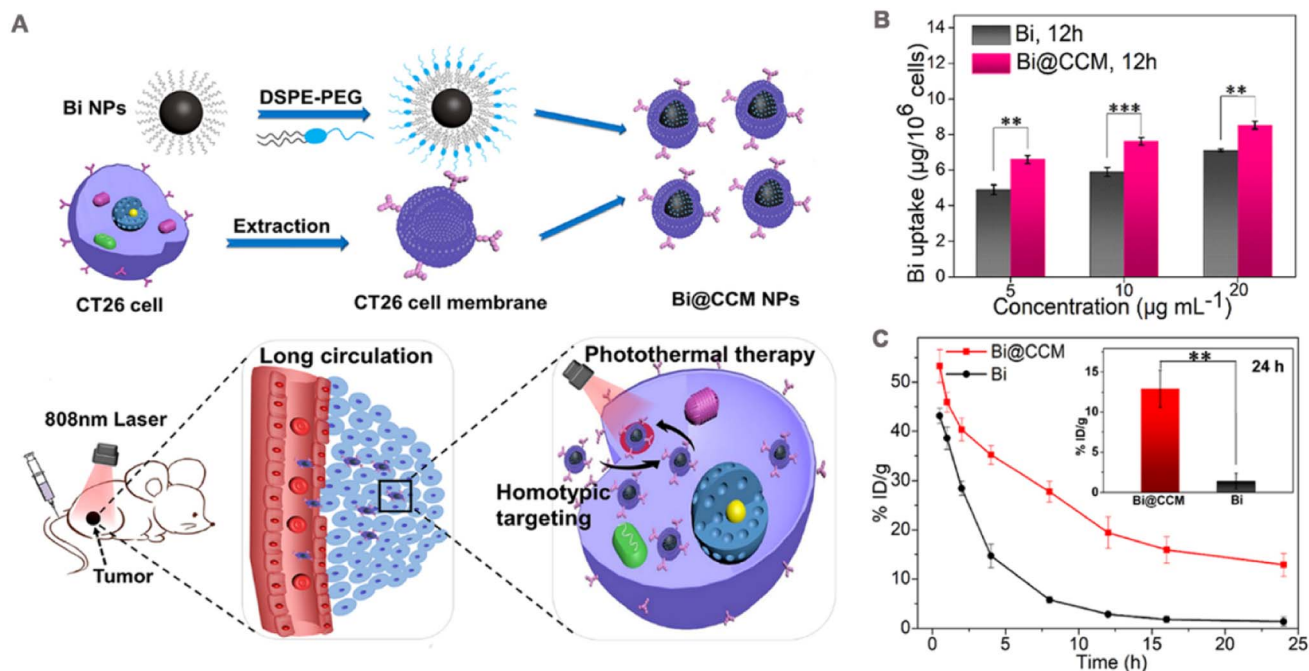 A
Bi NPs
DSPE-PEG
CT26 cell
Extraction
CT26 cell membrane
Bi@CCM NPs
808nm Laser
Tumor
Long circulation
Photothermal therapy
Homotypic
targeting
B
Bi uptake (µg/10⁶ cells)
14
12
10
8
6
4
2
0
Bi, 12h
Bi@CCM, 12h
**
***
**
5
10
20
Concentration (µg mL⁻¹)
C
% ID/g
50
40
30
20
10
0
Bi@CCM
Bi
0
5
10
15
20
25
Time (h)
% ID/g
15
10
5
0
**
24 h
Bi@CCM
Bi